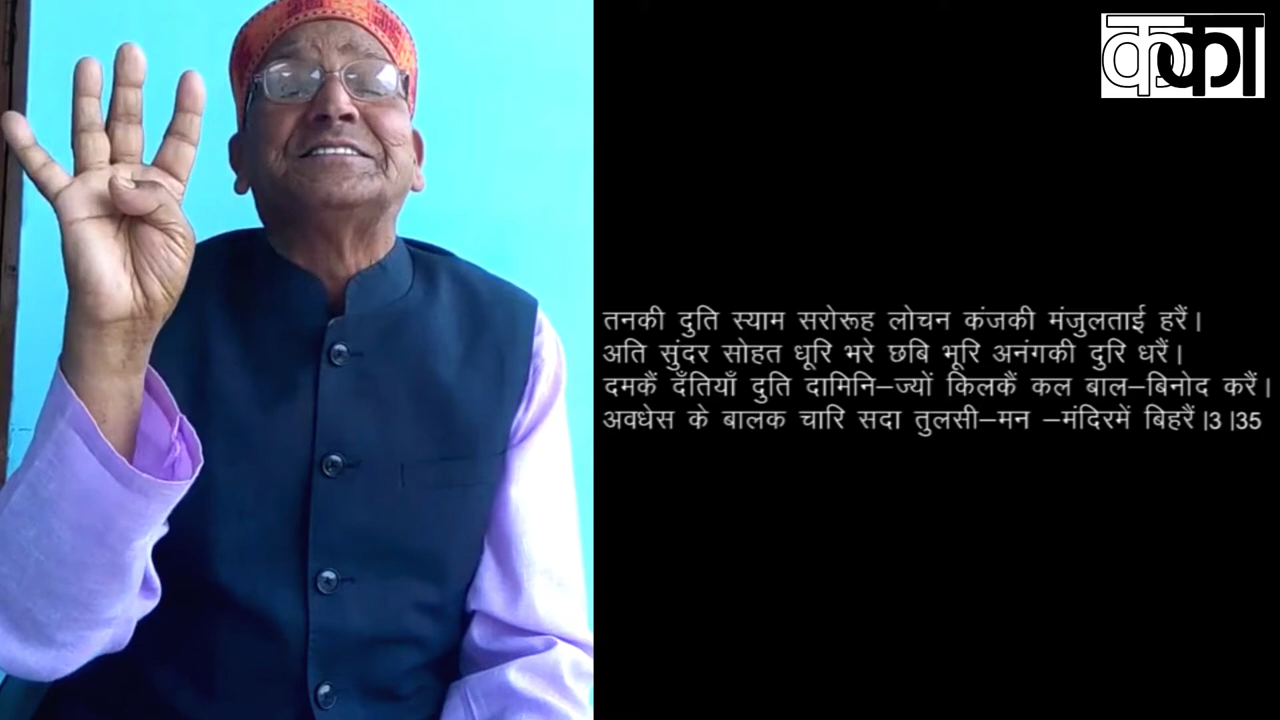 कका
तनकी दुति स्याम सरोरूह लोचन कंजकी मंजुलताई हरैं।
अति सुंदर सोहत धूरि भरे छबि भूरि अनंगकी दुरि धरैं।
दमकैं दँतियाँ दुति दामिनि–ज्यों किलकैं कल बाल–बिनोद करैं।
अवधेस के बालक चारि सदा तुलसी–मन –मंदिरमें बिहरैं।3।35